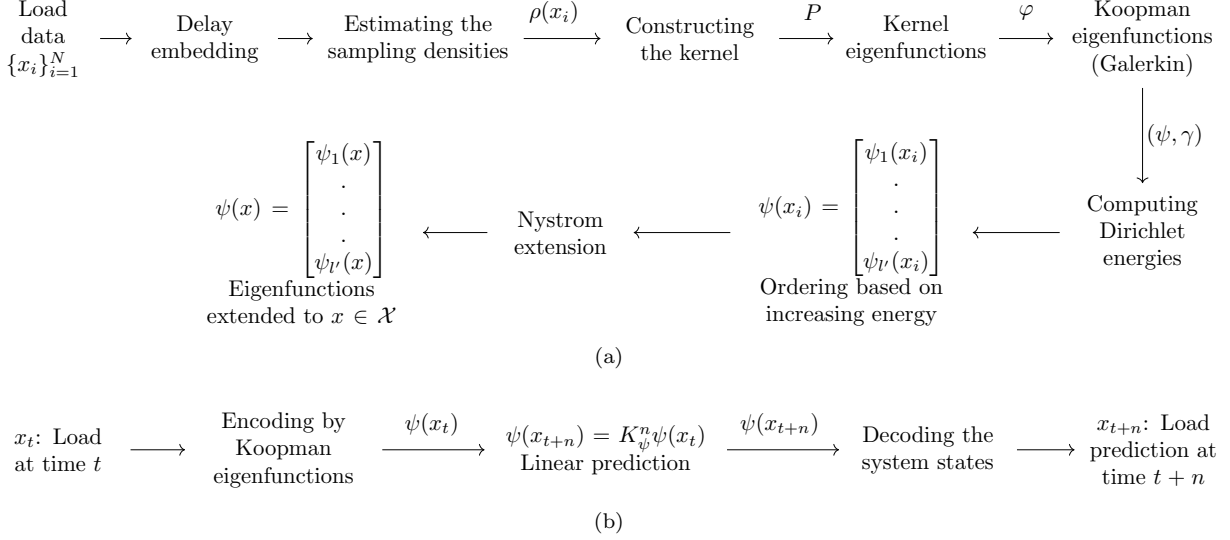 Load
data
{x_i}_{i=1}^N
Delay
embedding
Estimating the
sampling densities
ρ(x_i)
Constructing
the kernel
P
Kernel
eigenfunctions
φ
Koopman
eigenfunctions
(Galerkin)
(ψ, γ)
Computing
Dirichlet
energies
ψ(x_i) =
ψ_1(x_i)
.
.
.
ψ_{l'}(x_i)
Ordering based on
increasing energy
Nystrom
extension
ψ(x) =
ψ_1(x)
.
.
.
ψ_{l'}(x)
Eigenfunctions
extended to x ∈ 𝒳
(a)
x_t: Load
at time t
Encoding by
Koopman
eigenfunctions
ψ(x_t)
ψ(x_{t+n}) = K_ψ^n ψ(x_t)
Linear prediction
ψ(x_{t+n})
Decoding the
system states
x_{t+n}: Load
prediction at
time t + n
(b)